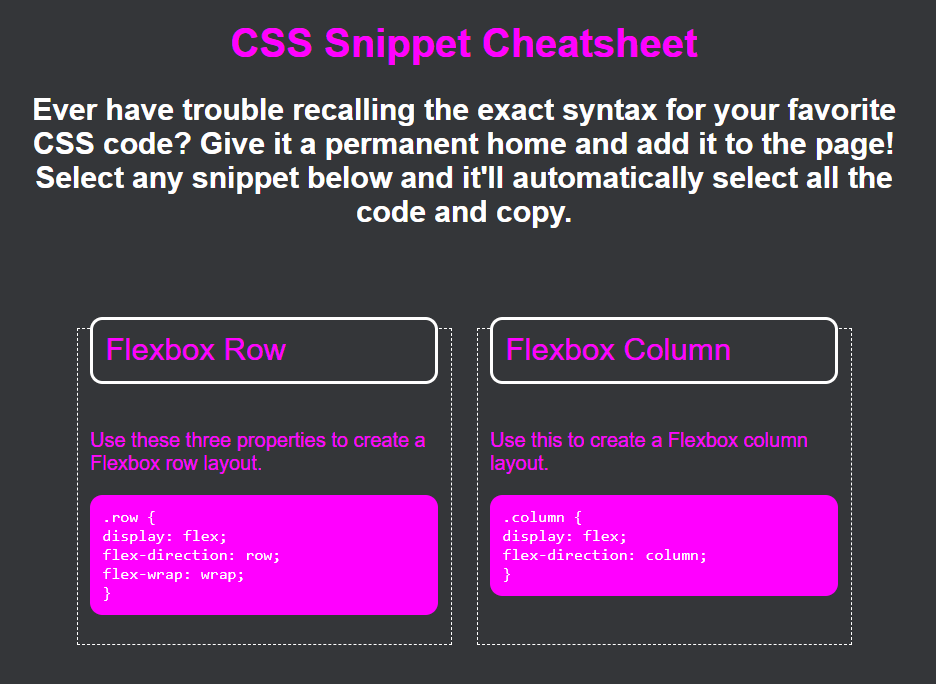 CSS Snippet Cheatsheet
Ever have trouble recalling the exact syntax for your favorite
CSS code? Give it a permanent home and add it to the page!
Select any snippet below and it'll automatically select all the
code and copy.
Flexbox Row
Use these three properties to create a
Flexbox row layout.
.row {
display: flex;
flex-direction: row;
flex-wrap: wrap;
}
Flexbox Column
Use this to create a Flexbox column
layout.
.column {
display: flex;
flex-direction: column;
}